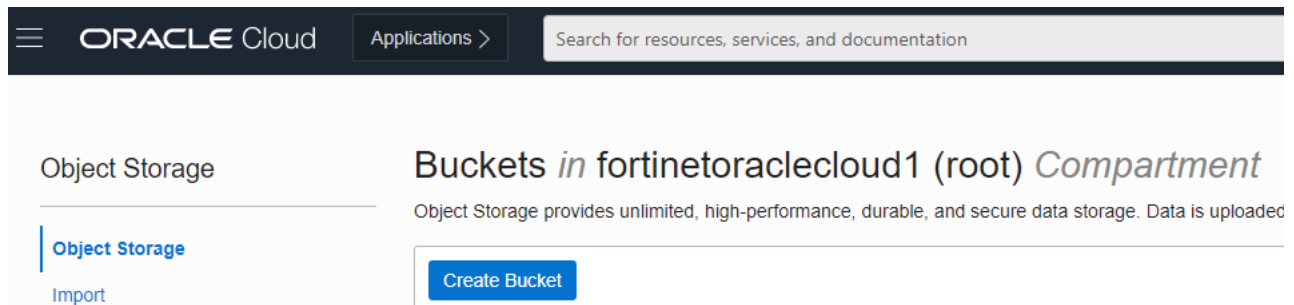 ORACLE Cloud
Applications >
Search for resources, services, and documentation
Object Storage
Object Storage
Import
Buckets in fortinetoraclecloud1 (root) Compartment
Object Storage provides unlimited, high-performance, durable, and secure data storage. Data is uploaded
Create Bucket